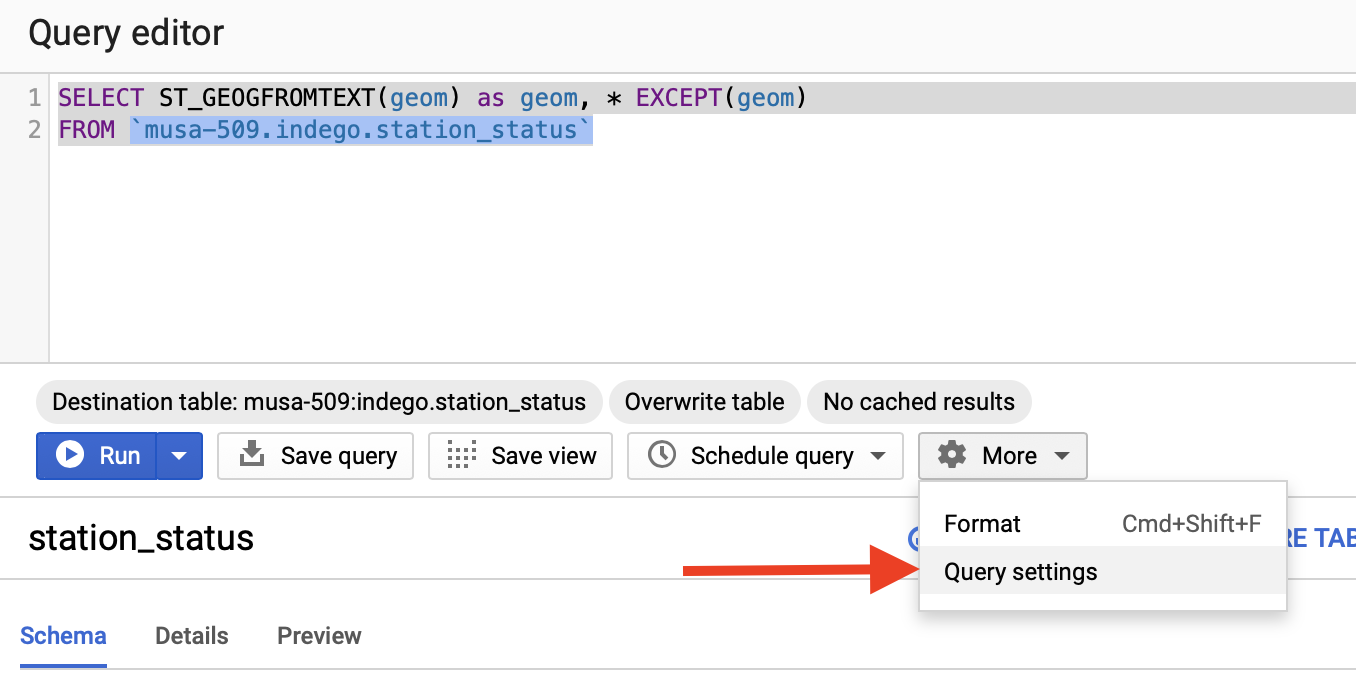 Query editor
1 SELECT ST_GEOGFROMTEXT(geom) as geom, * EXCEPT(geom)
2 FROM `musa-509.indego.station_status`
Destination table: musa-509:indego.station_status Overwrite table No cached results
Run Save query Save view Schedule query More
Format Cmd+Shift+F
station_status
Query settings
Schema Details Preview